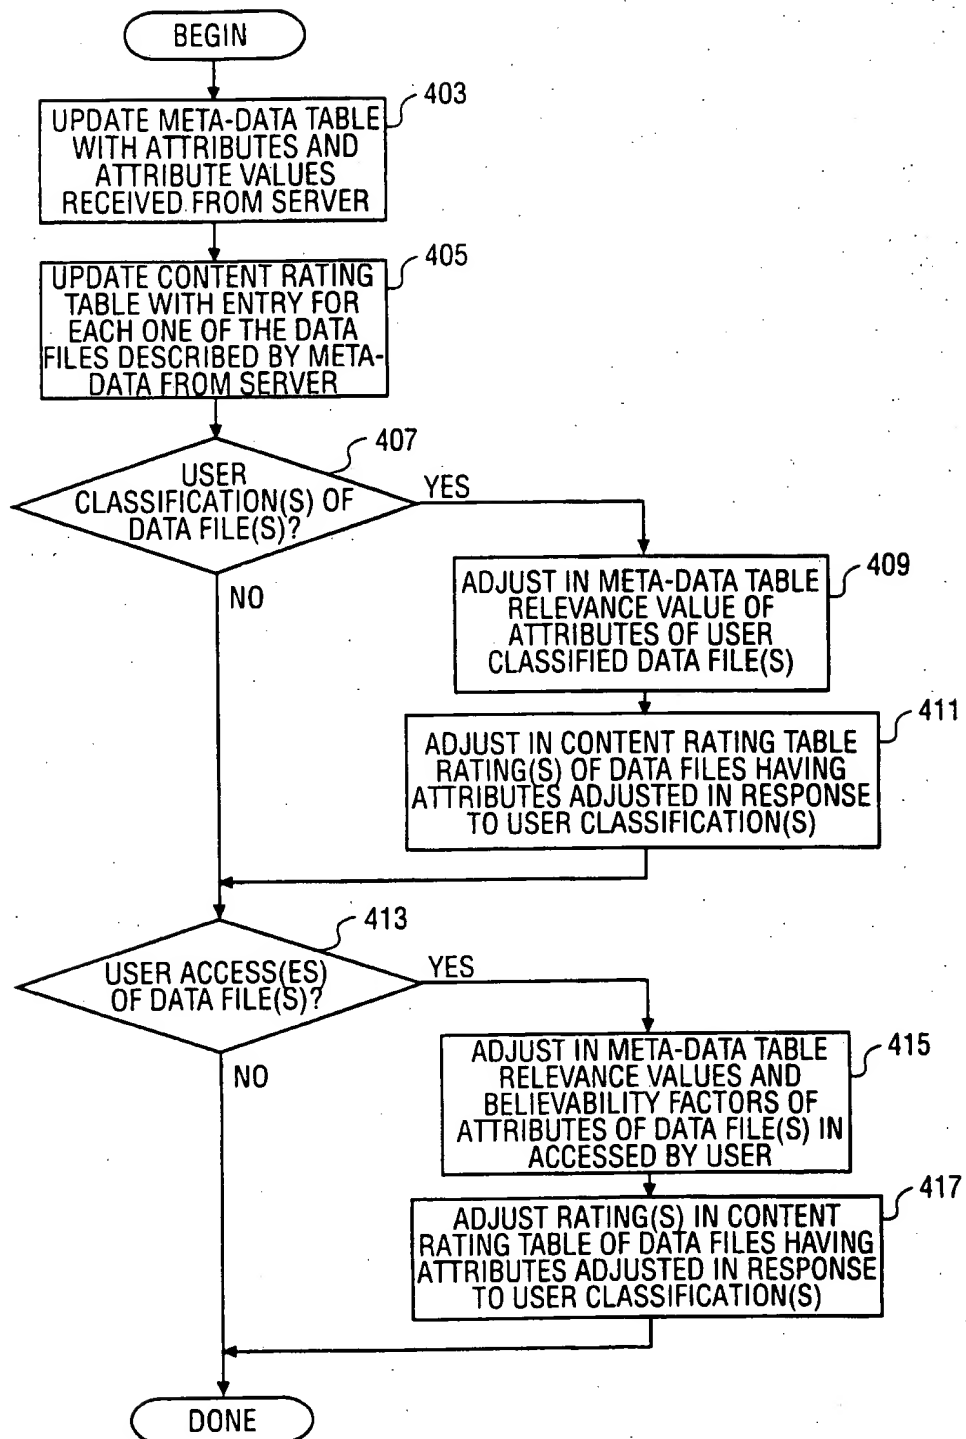 BEGIN
403
UPDATE META-DATA TABLE
WITH ATTRIBUTES AND
ATTRIBUTE VALUES
RECEIVED FROM SERVER
405
UPDATE CONTENT RATING
TABLE WITH ENTRY FOR
EACH ONE OF THE DATA
FILES DESCRIBED BY META-
DATA FROM SERVER
407
USER
CLASSIFICATION(S) OF
DATA FILE(S)?
YES
NO
409
ADJUST IN META-DATA TABLE
RELEVANCE VALUE OF
ATTRIBUTES OF USER
CLASSIFIED DATA FILE(S)
411
ADJUST IN CONTENT RATING TABLE
RATING(S) OF DATA FILES HAVING
ATTRIBUTES ADJUSTED IN RESPONSE
TO USER CLASSIFICATION(S)
413
USER ACCESS(ES)
OF DATA FILE(S)?
YES
NO
415
ADJUST IN META-DATA TABLE
RELEVANCE VALUES AND
BELIEVABILITY FACTORS OF
ATTRIBUTES OF DATA FILE(S) IN
ACCESSED BY USER
417
ADJUST RATING(S) IN CONTENT
RATING TABLE OF DATA FILES HAVING
ATTRIBUTES ADJUSTED IN RESPONSE
TO USER CLASSIFICATION(S)
DONE